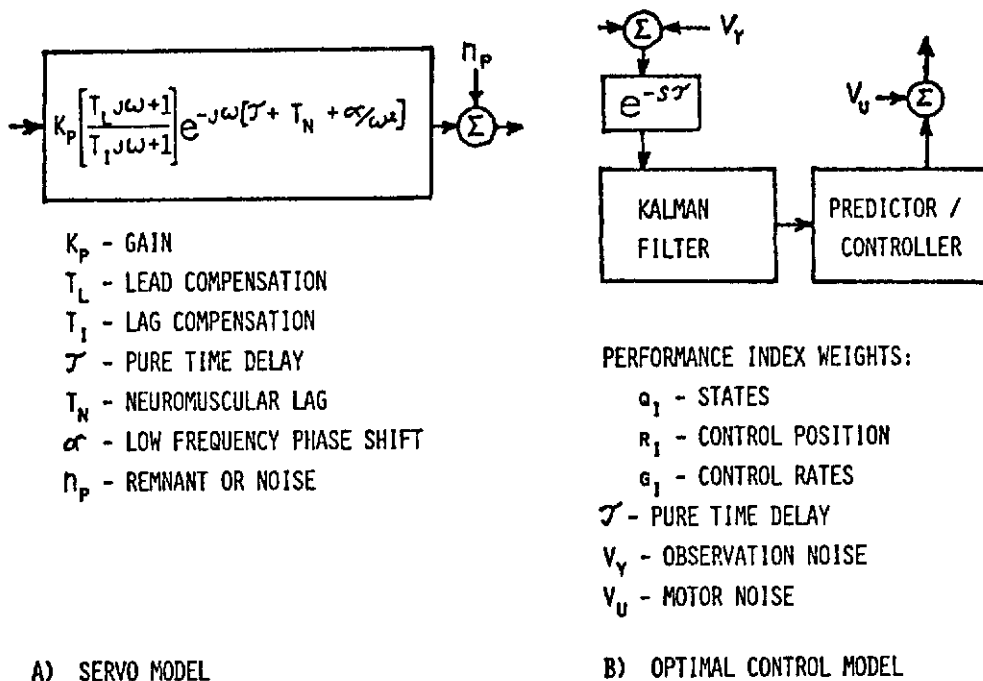 n_P
K_P [T_L jω+1 / T_I jω+1] e^-jω[τ + T_N + α/ω²]
Σ
K_P - GAIN
T_L - LEAD COMPENSATION
T_I - LAG COMPENSATION
τ - PURE TIME DELAY
T_N - NEUROMUSCULAR LAG
α - LOW FREQUENCY PHASE SHIFT
n_P - REMNANT OR NOISE
A) SERVO MODEL
Σ
V_Y
e^-sτ
V_U
Σ
KALMAN
FILTER
PREDICTOR /
CONTROLLER
PERFORMANCE INDEX WEIGHTS:
Q_I - STATES
R_I - CONTROL POSITION
G_I - CONTROL RATES
τ - PURE TIME DELAY
V_Y - OBSERVATION NOISE
V_U - MOTOR NOISE
B) OPTIMAL CONTROL MODEL